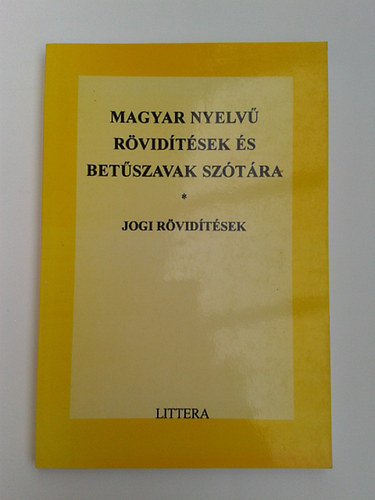 MAGYAR NYELVŰ
RÖVIDÍTÉSEK ÉS
BETŰSZAVAK SZÓTÁRA
*
JOGI RÖVIDÍTÉSEK
LITTERA